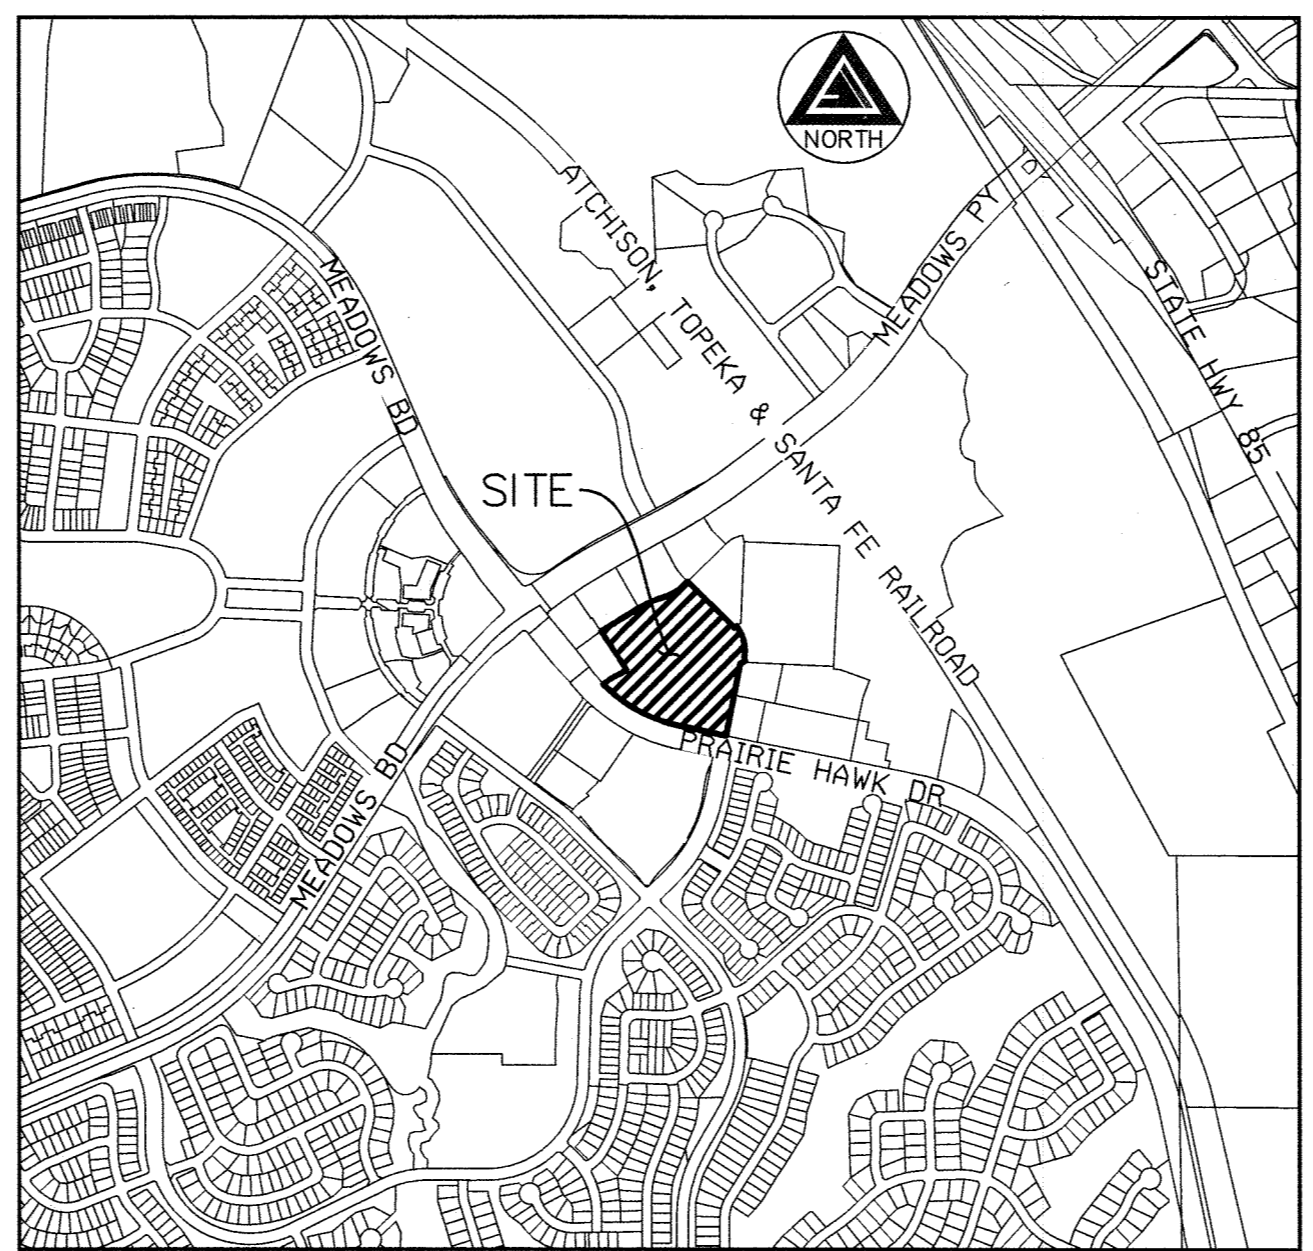 NORTH
ATCHISON, TOPEKA & SANTA FE RAILROAD
MEADOWS PY
STATE HWY 85
MEADOWS BD
SITE
PRAIRIE HAWK DR
MEADOWS BD